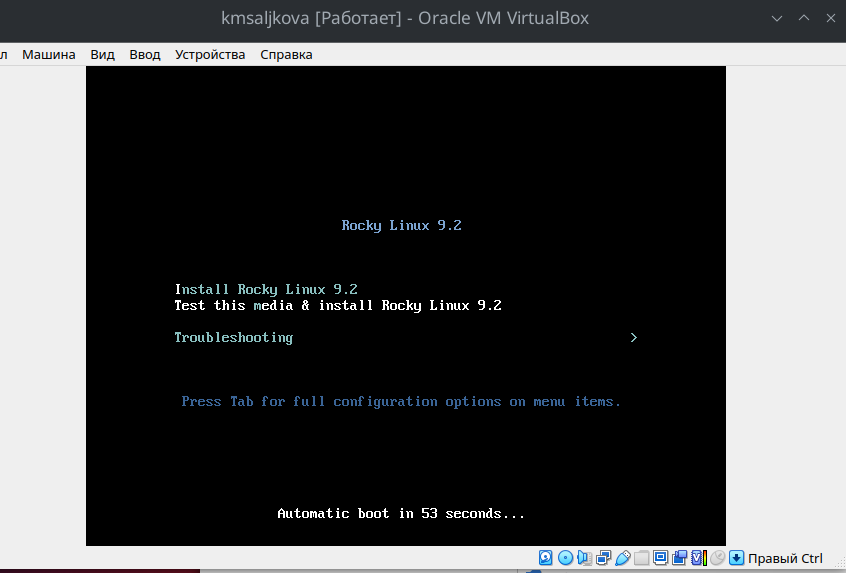 kmsaljkova [Работает] - Oracle VM VirtualBox
л Машина Вид Ввод Устройства Справка
Rocky Linux 9.2
Install Rocky Linux 9.2
Test this media & install Rocky Linux 9.2
Troubleshooting >
Press Tab for full configuration options on menu items.
Automatic boot in 53 seconds...
Правый Ctrl